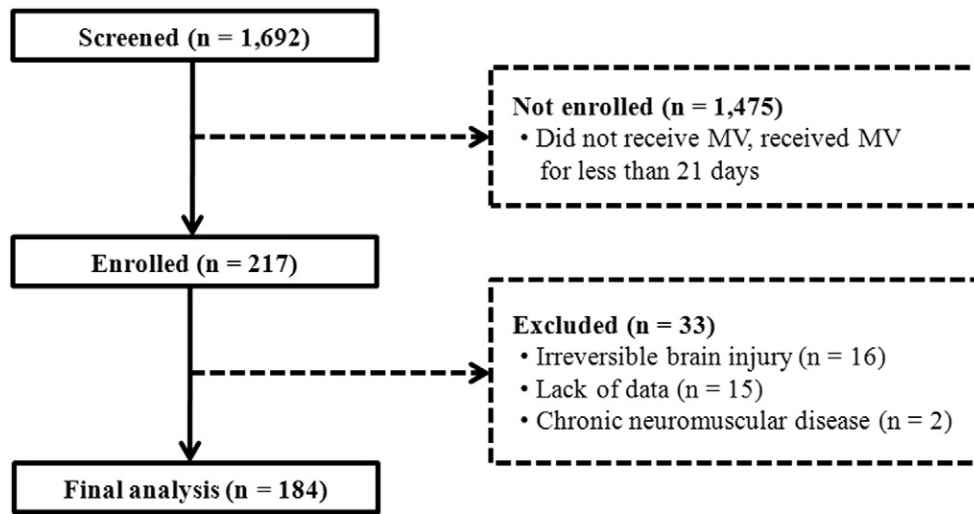 Screened (n = 1,692)
Not enrolled (n = 1,475)
• Did not receive MV, received MV
for less than 21 days
Enrolled (n = 217)
Excluded (n = 33)
• Irreversible brain injury (n = 16)
• Lack of data (n = 15)
• Chronic neuromuscular disease (n = 2)
Final analysis (n = 184)